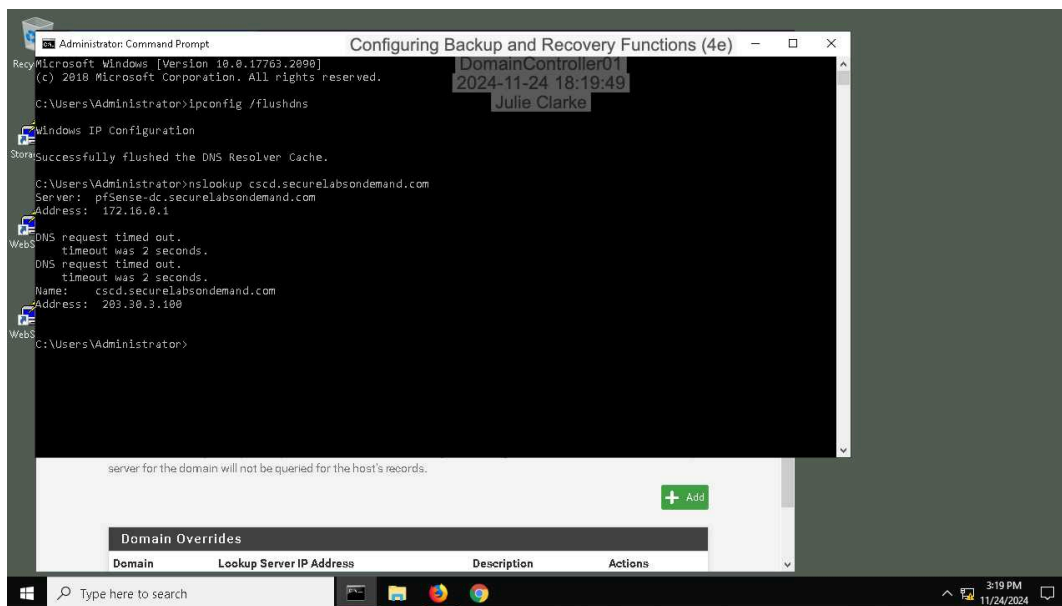 Administrator: Command Prompt
Configuring Backup and Recovery Functions (4e)
DomainController01
2024-11-24 18:19:49
Julie Clarke
Recy
Microsoft Windows [Version 10.0.17763.2090]
(c) 2018 Microsoft Corporation. All rights reserved.
C:\Users\Administrator>ipconfig /flushdns
Windows IP Configuration
Stora
Successfully flushed the DNS Resolver Cache.
C:\Users\Administrator>nslookup cscd.securelabsondemand.com
Server: pfSense-dc.securelabsondemand.com
Address: 172.16.0.1
WebS
DNS request timed out.
timeout was 2 seconds.
DNS request timed out.
timeout was 2 seconds.
Name: cscd.securelabsondemand.com
Address: 203.30.3.100
WebS
C:\Users\Administrator>
server for the domain will not be queried for the host's records.
+ Add
Domain Overrides
Domain Lookup Server IP Address Description Actions
Type here to search
3:19 PM
11/24/2024